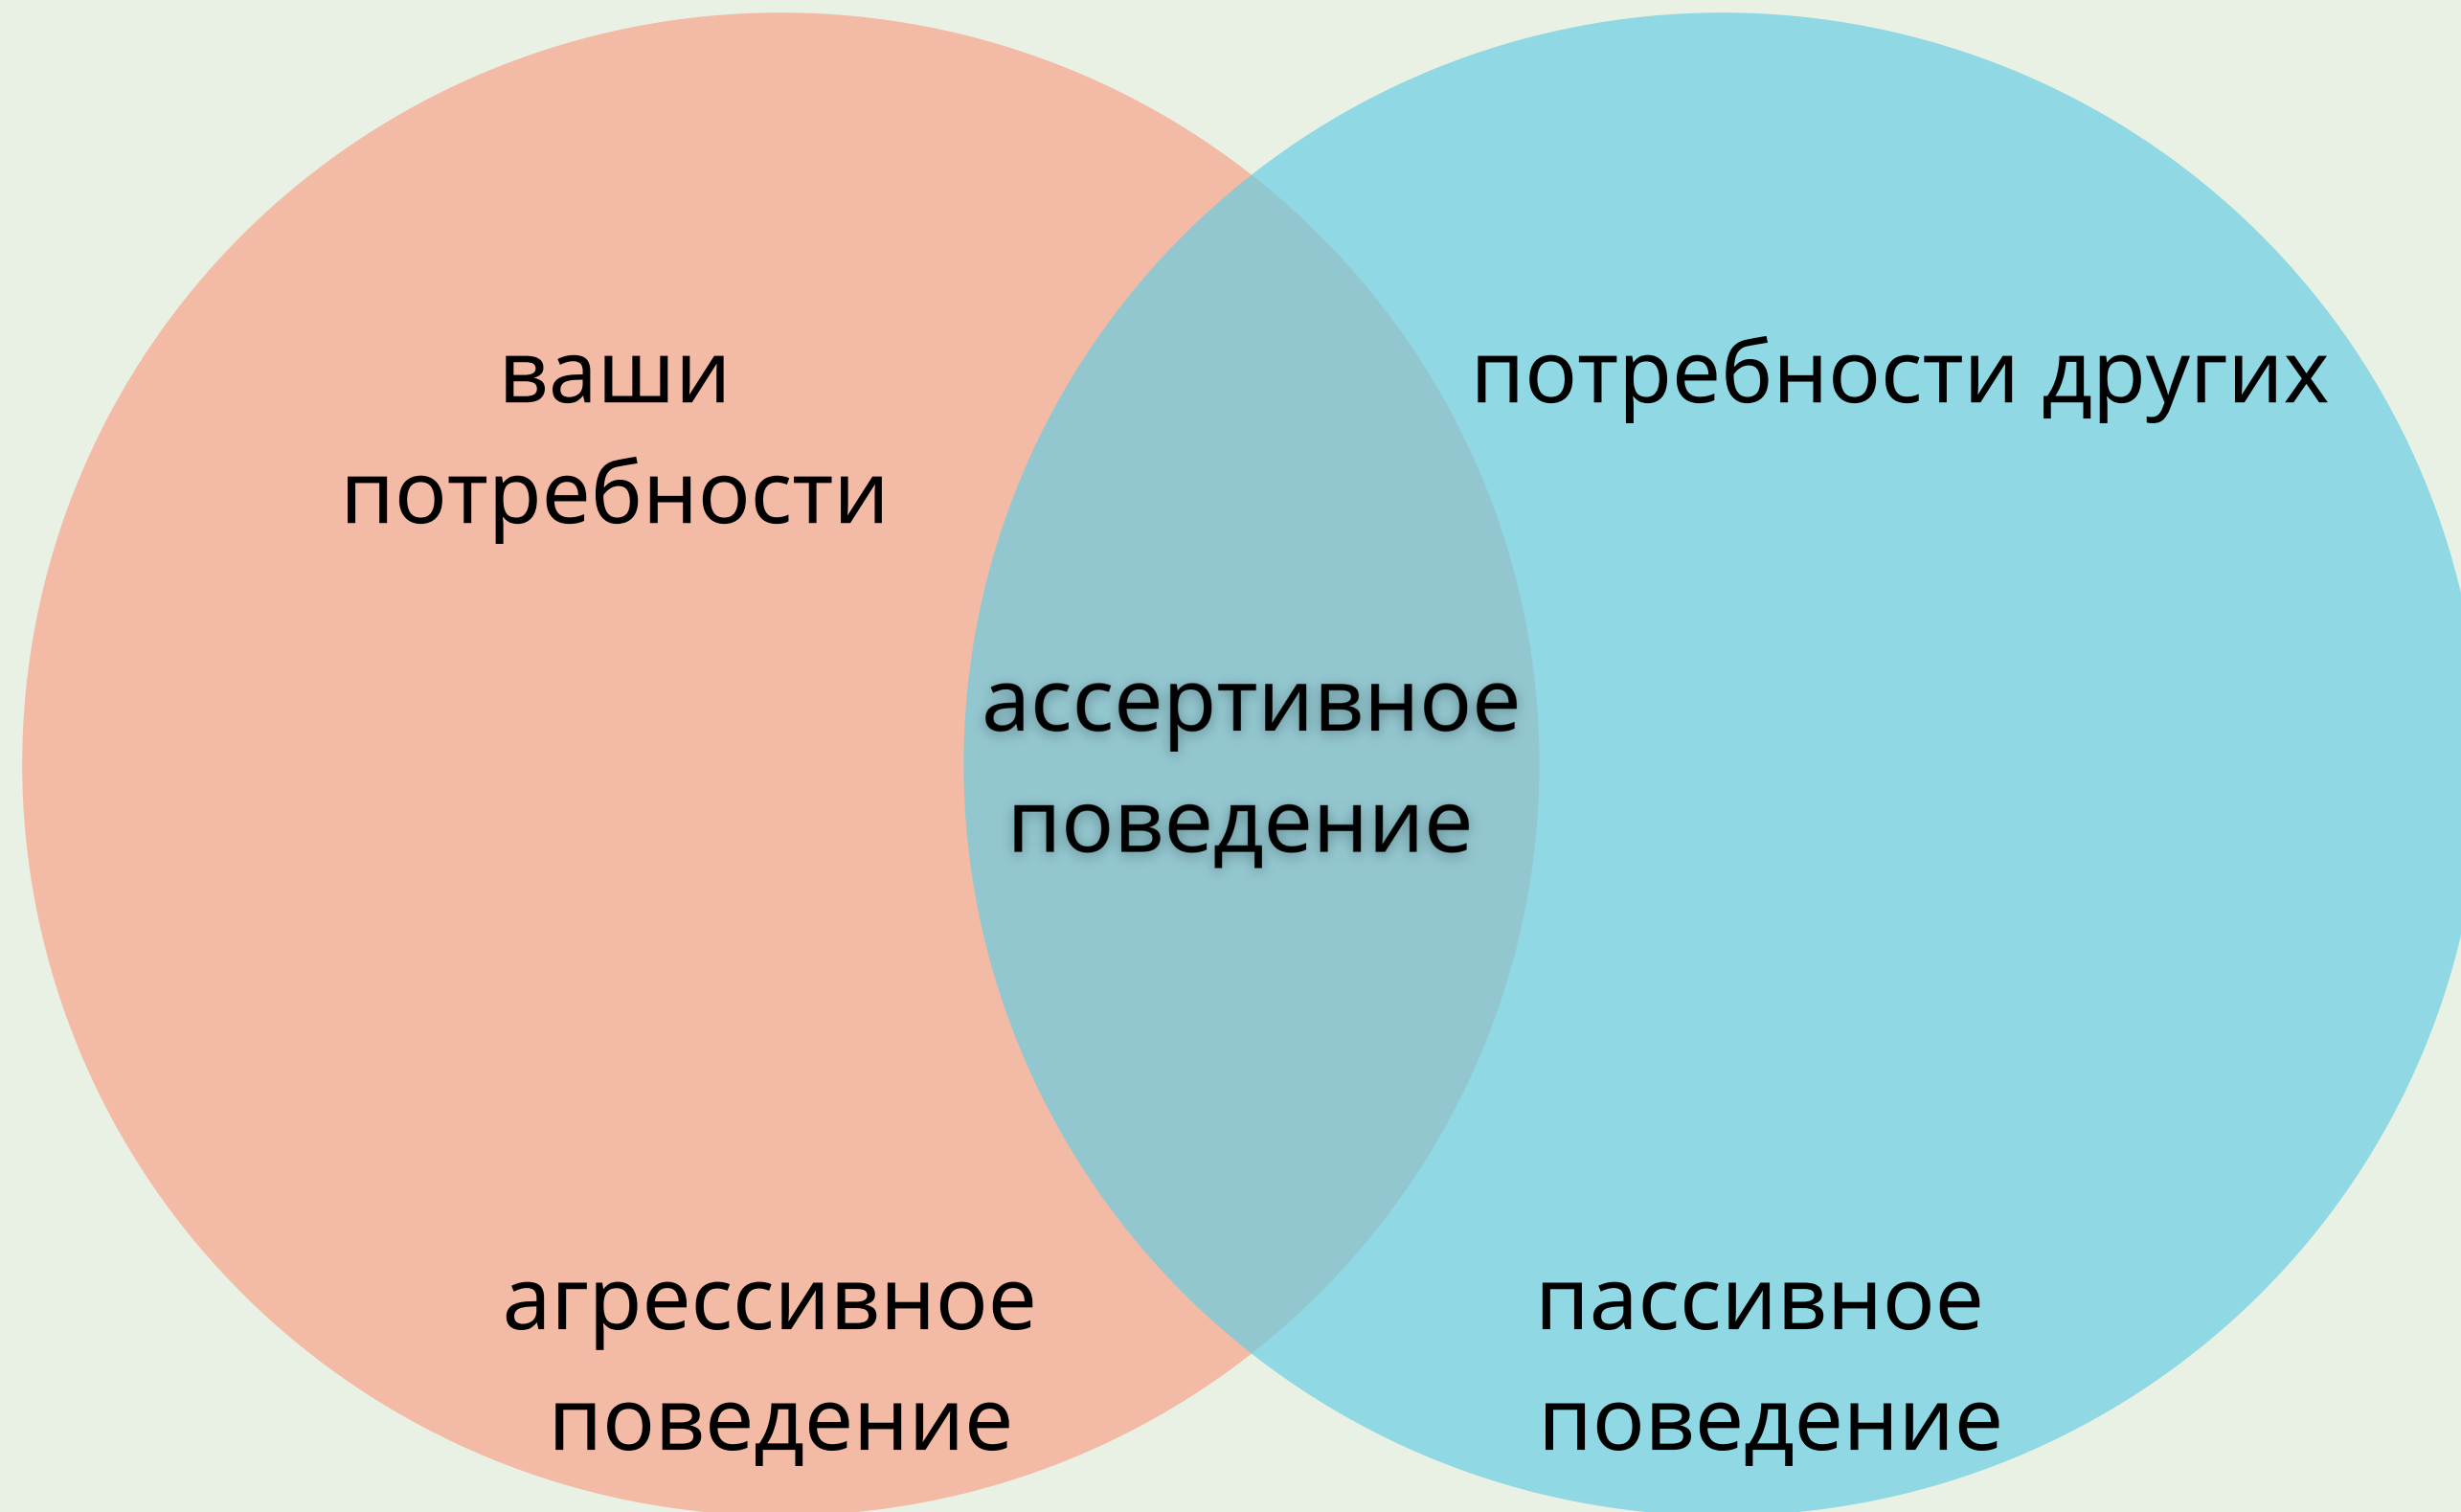 ваши
потребности
потребности других
ассертивное
поведение
агрессивное
поведение
пассивное
поведение